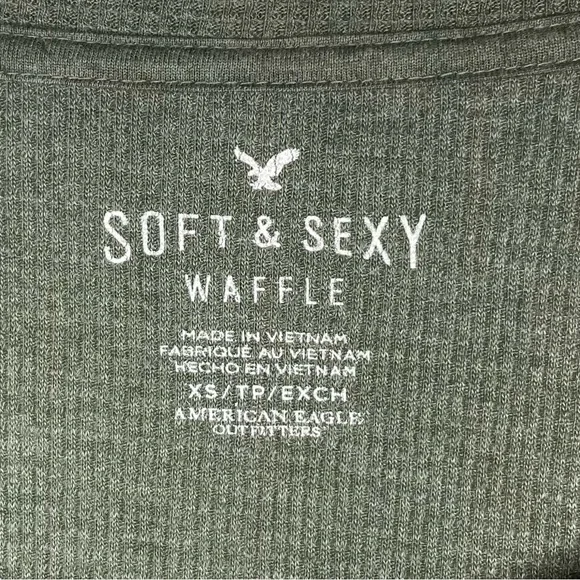 SOFT & SEXY
WAFFLE
MADE IN VIETNAM
FABRIQUÉ AU VIETNAM
HECHO EN VIETNAM
XS/TP/EXCH
AMERICAN EAGLE
OUTFITTERS